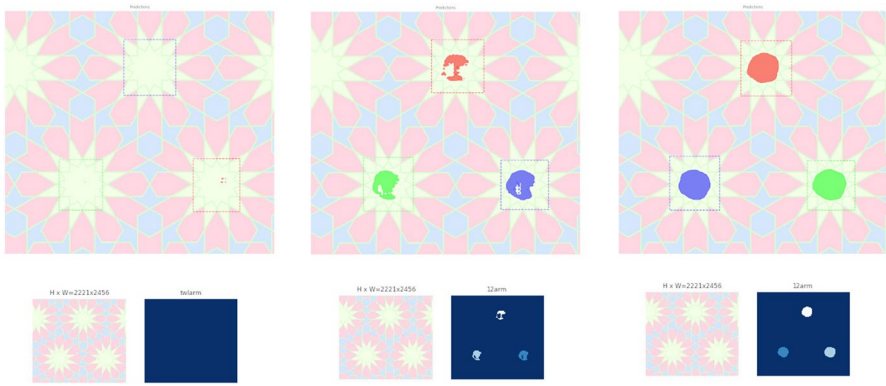 Predictions
Predictions
Predictions
H x W=2221x2456
twlarm
H x W=2221x2456
12arm
H x W=2221x2456
12arm